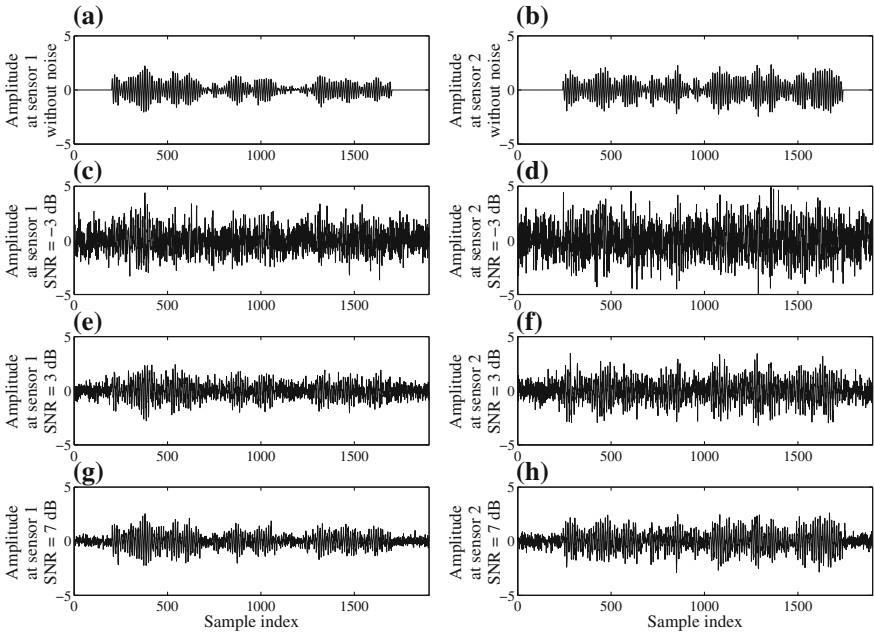 (a)
Amplitude
at sensor 1
without noise
5
0
−5
0
500
1000
1500
(b)
Amplitude
at sensor 2
without noise
5
0
−5
0
500
1000
1500
(c)
Amplitude
at sensor 1
SNR = −3 dB
5
0
−5
0
500
1000
1500
(d)
Amplitude
at sensor 2
SNR = −3 dB
5
0
−5
0
500
1000
1500
(e)
Amplitude
at sensor 1
SNR = 3 dB
5
0
−5
0
500
1000
1500
(f)
Amplitude
at sensor 2
SNR = 3 dB
5
0
−5
0
500
1000
1500
(g)
Amplitude
at sensor 1
SNR = 7 dB
5
0
−5
0
500
1000
1500
Sample index
(h)
Amplitude
at sensor 2
SNR = 7 dB
5
0
−5
0
500
1000
1500
Sample index